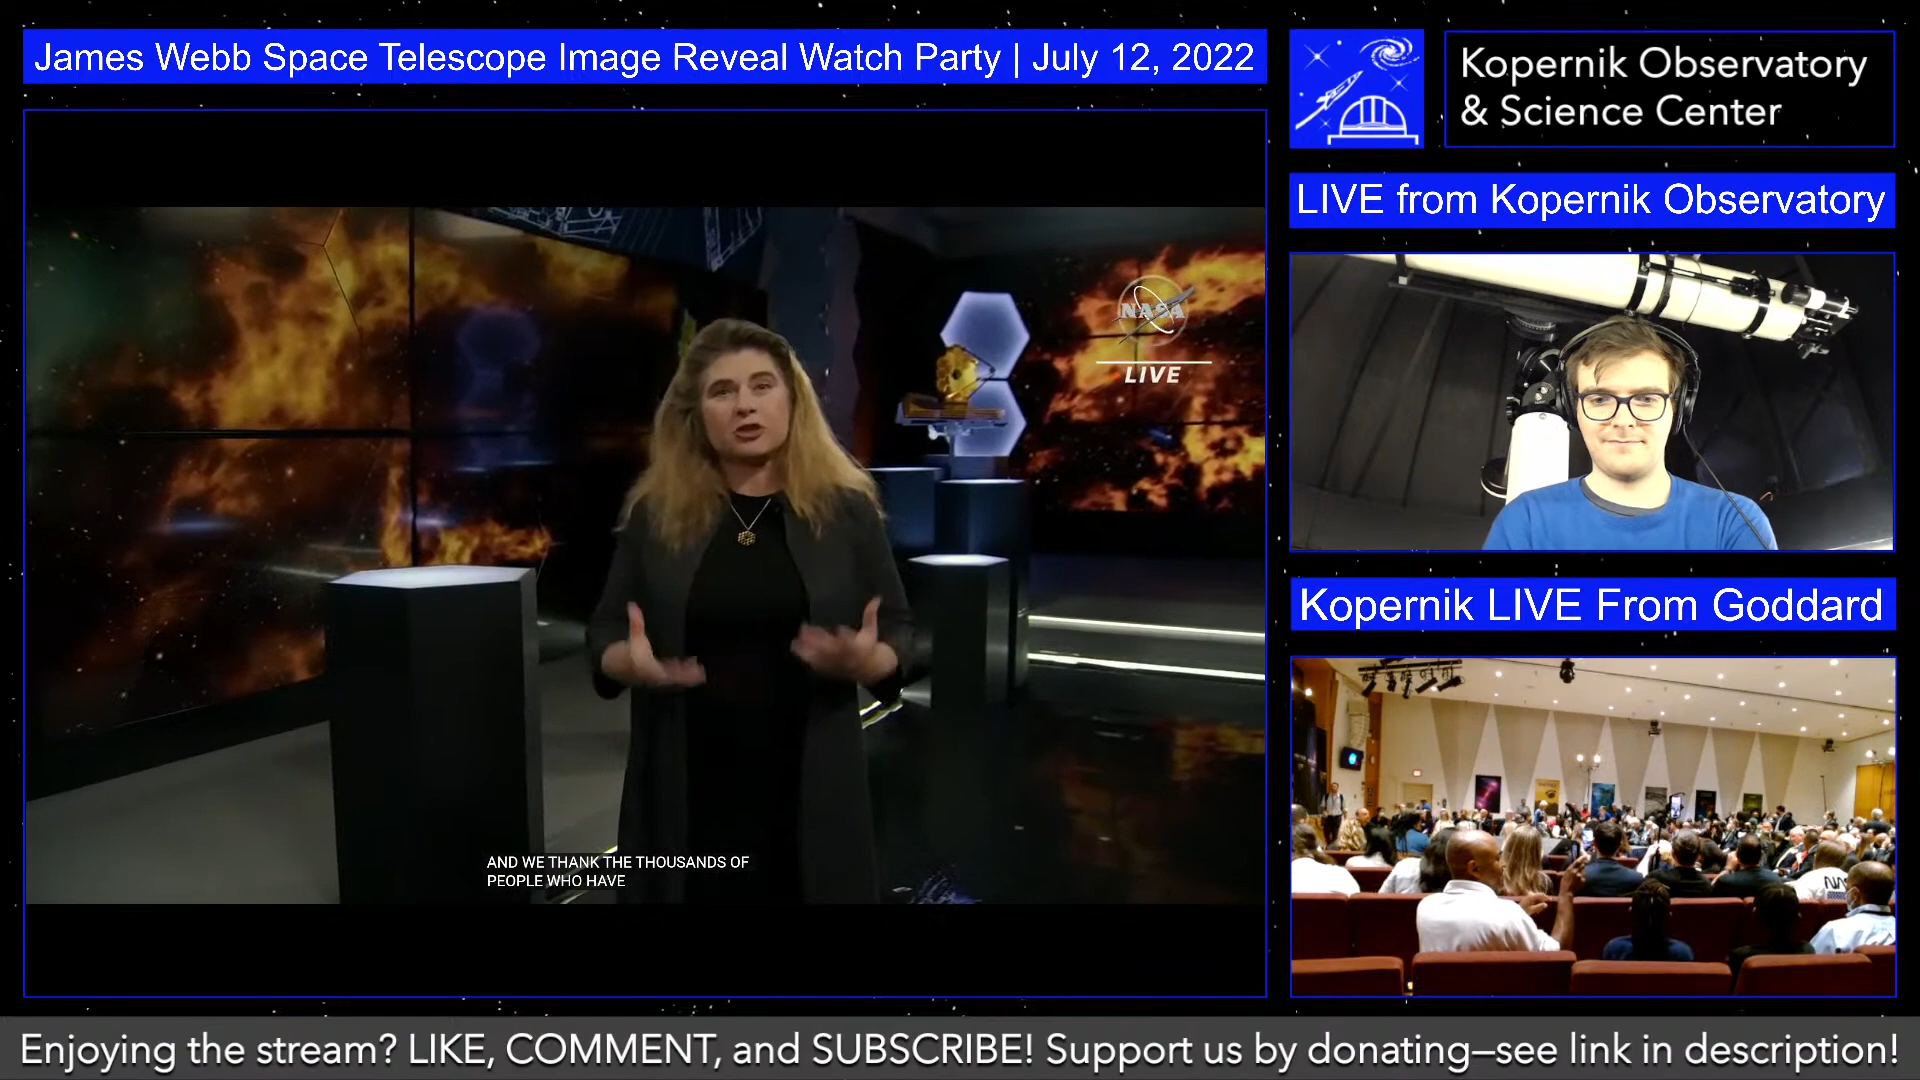 James Webb Space Telescope Image Reveal Watch Party | July 12, 2022
Kopernik Observatory
& Science Center
LIVE from Kopernik Observatory
NASA
LIVE
AND WE THANK THE THOUSANDS OF
PEOPLE WHO HAVE
Kopernik LIVE From Goddard
Enjoying the stream? LIKE, COMMENT, and SUBSCRIBE! Support us by donating—see link in description!